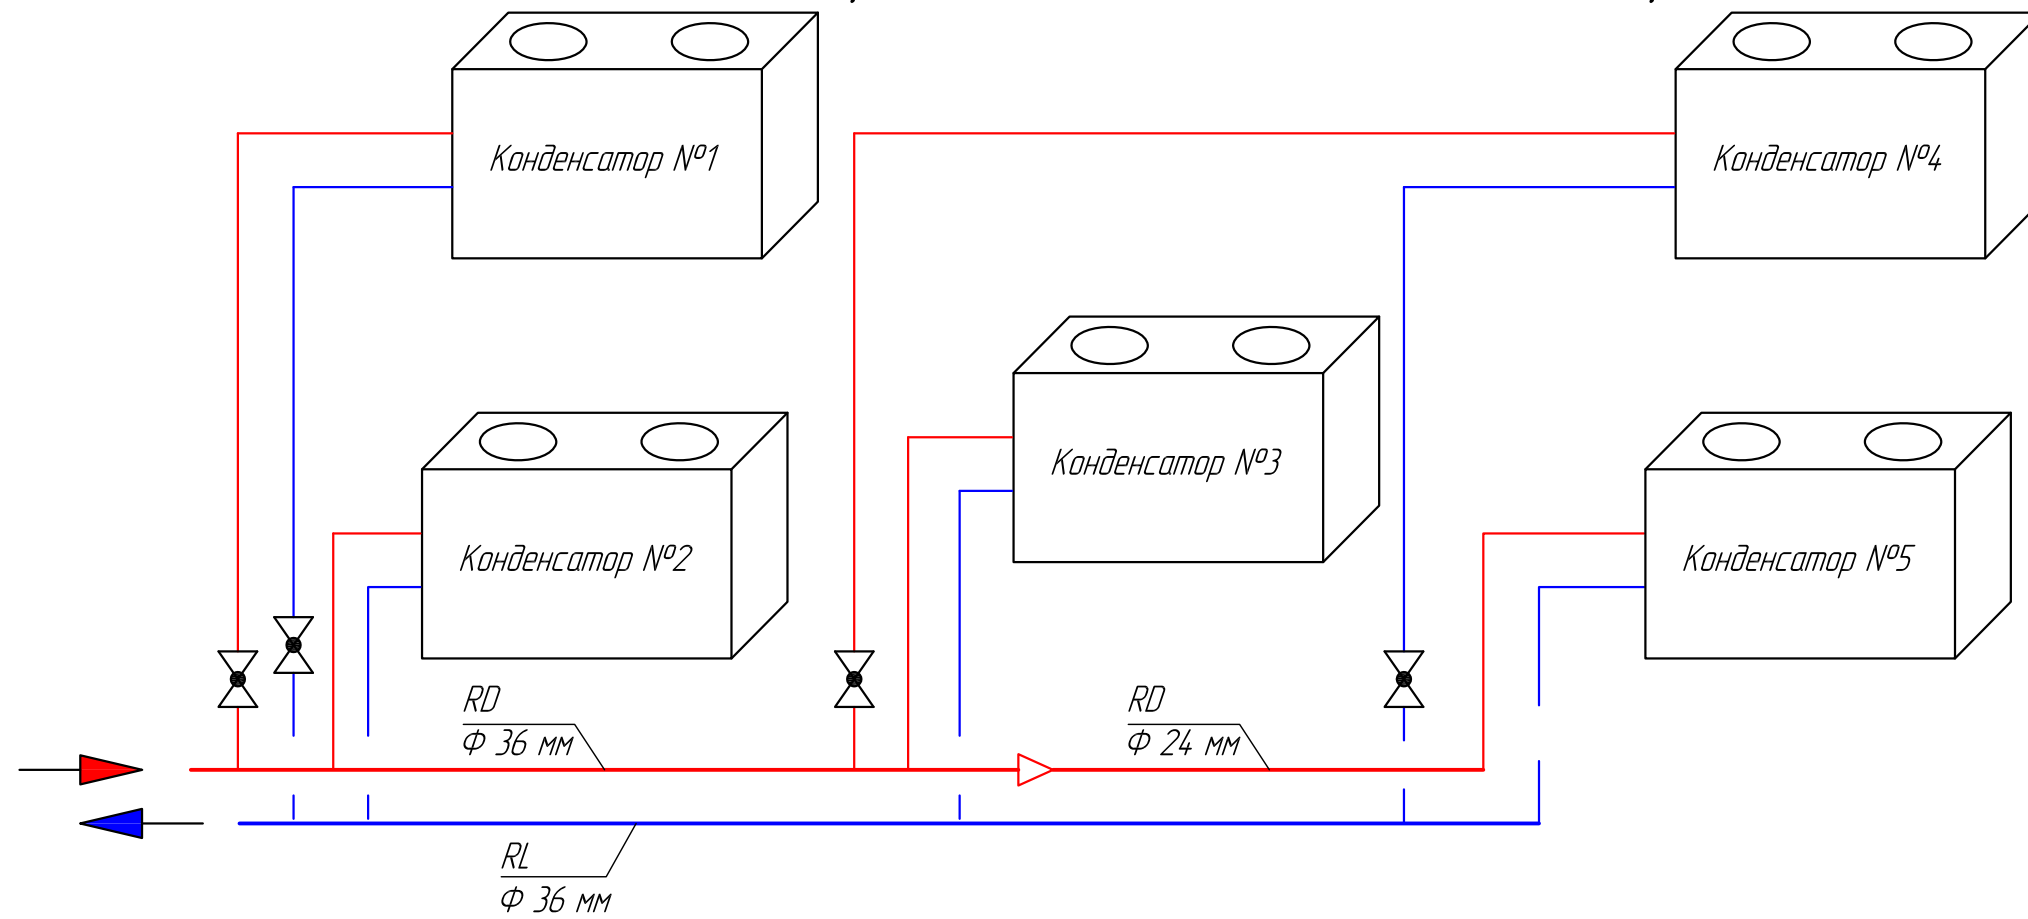 Конденсатор №1
Конденсатор №4
Конденсатор №3
Конденсатор №2
Конденсатор №5
RD
Ф 36 мм
RD
Ф 24 мм
RL
Ф 36 мм